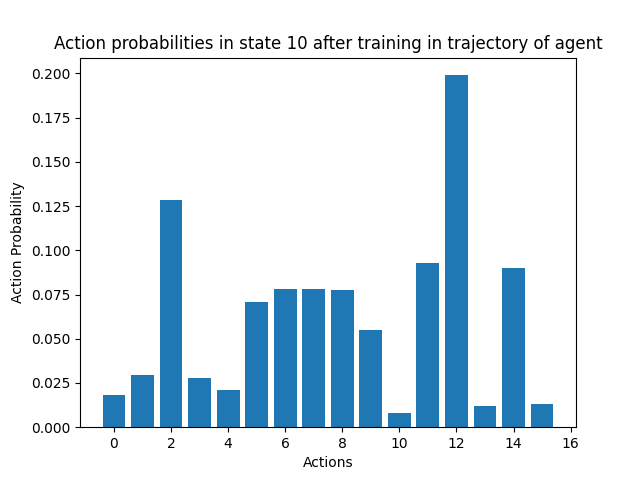 Action probabilities in state 10 after training in trajectory of agent
0.200
0.175
0.150
0.125
0.100
0.075
0.050
0.025
0.000
Action Probability
0 2 4 6 8 10 12 14 16
Actions